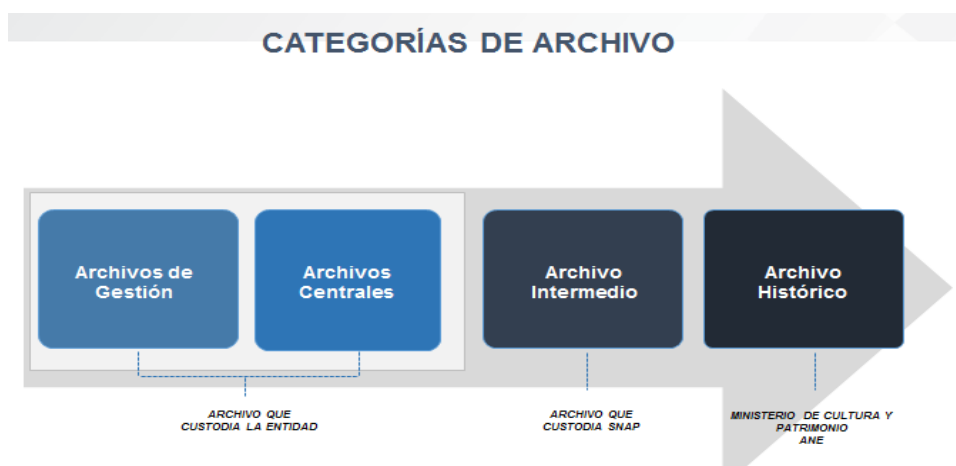 CATEGORÍAS DE ARCHIVO
Archivos de
Gestión
Archivos
Centrales
Archivo
Intermedio
Archivo
Histórico
ARCHIVO QUE
CUSTODIA LA ENTIDAD
ARCHIVO QUE
CUSTODIA SNAP
MINISTERIO DE CULTURA Y
PATRIMONIO
ANE